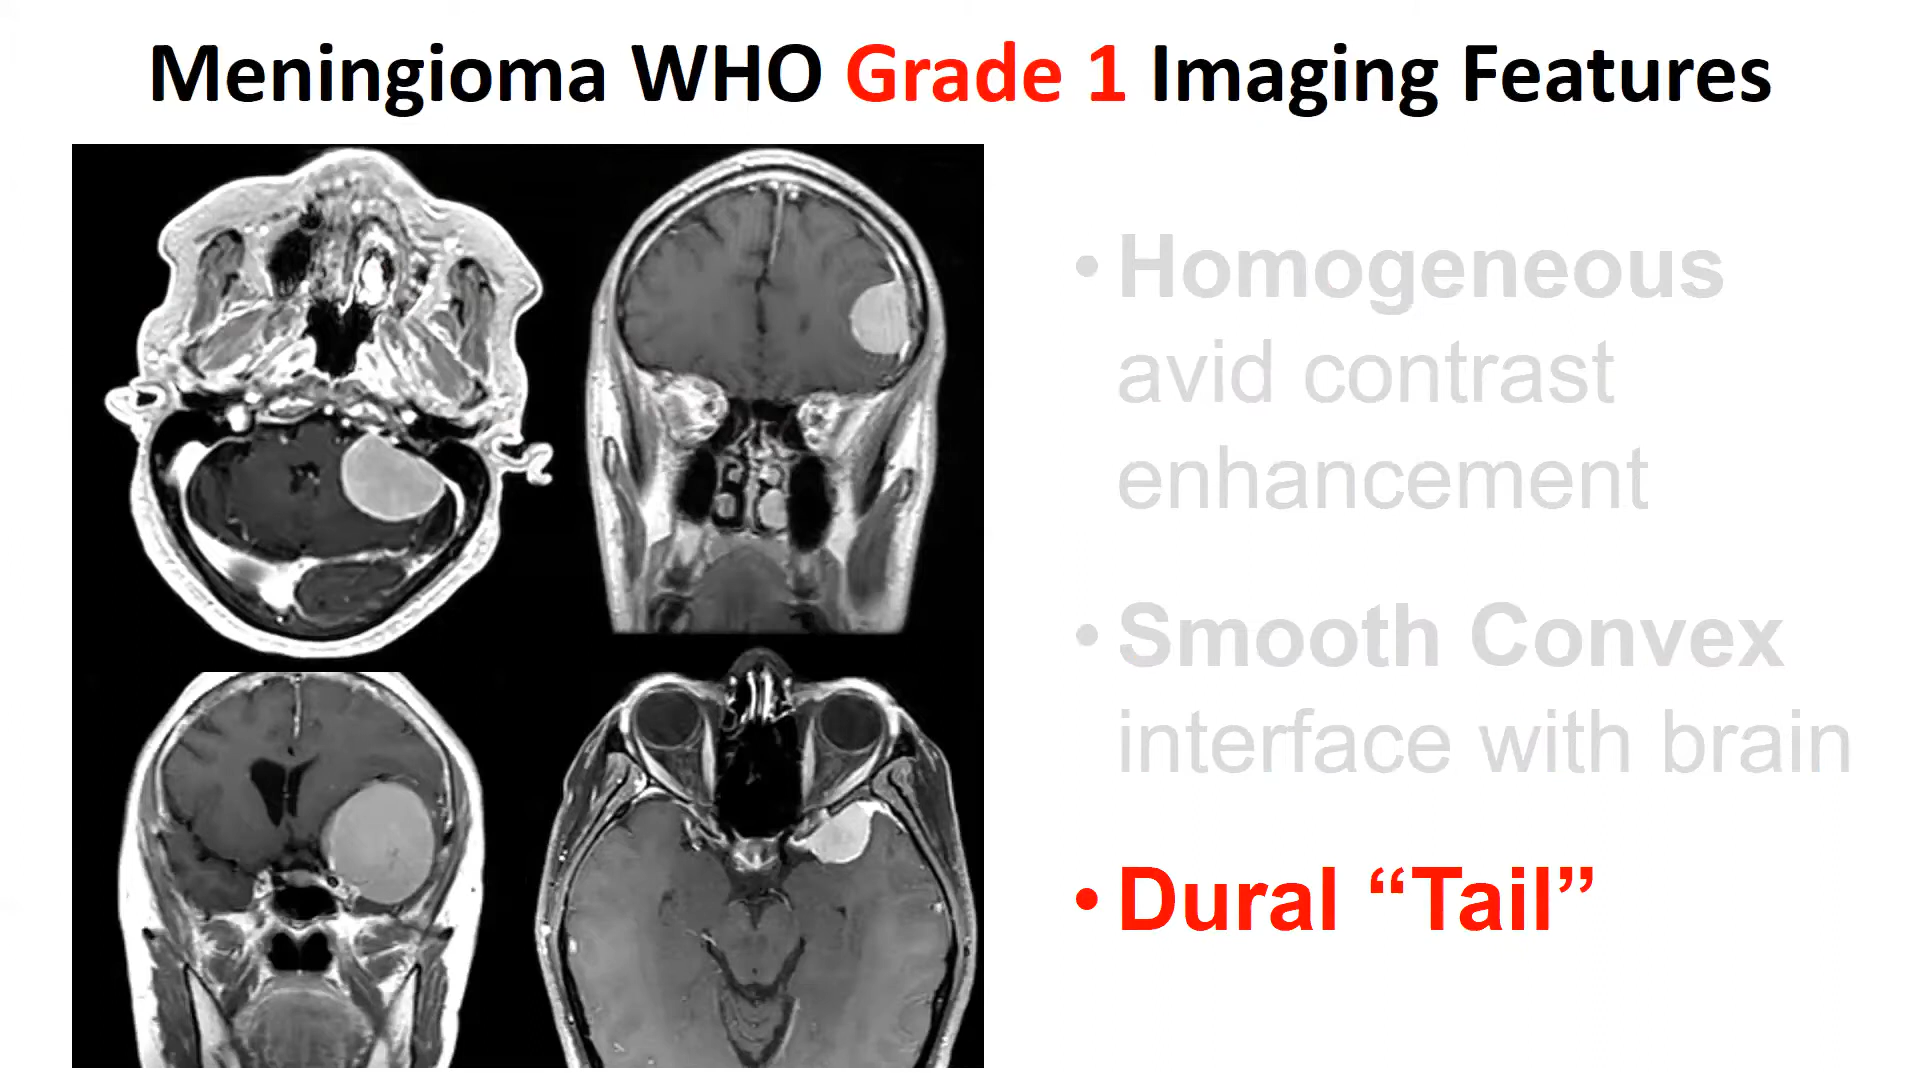 Meningioma WHO Grade 1 Imaging Features
• Homogeneous
avid contrast
enhancement
• Smooth Convex
interface with brain
• Dural “Tail”